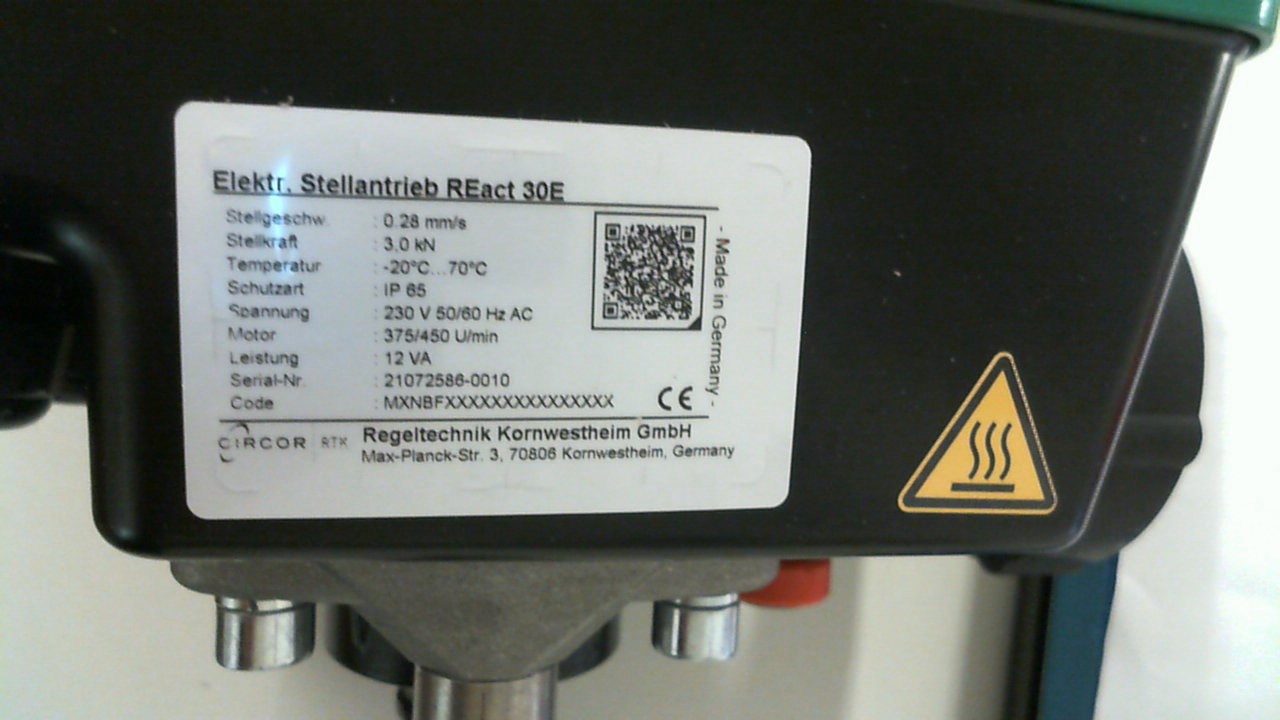 Elektr. Stellantrieb REact 30E
Stellgeschw. : 0.28 mm/s
Stellkraft : 3.0 kN
Temperatur : -20°C...70°C
Schutzart : IP 65
Spannung : 230 V 50/60 Hz AC
Motor : 375/450 U/min
Leistung : 12 VA
Serial-Nr. : 21072586-0010
Code : MXNBFXXXXXXXXXXXXXXX
- Made in Germany -
CE
CIRCOR RTK
Regeltechnik Kornwestheim GmbH
Max-Planck-Str. 3, 70806 Kornwestheim, Germany